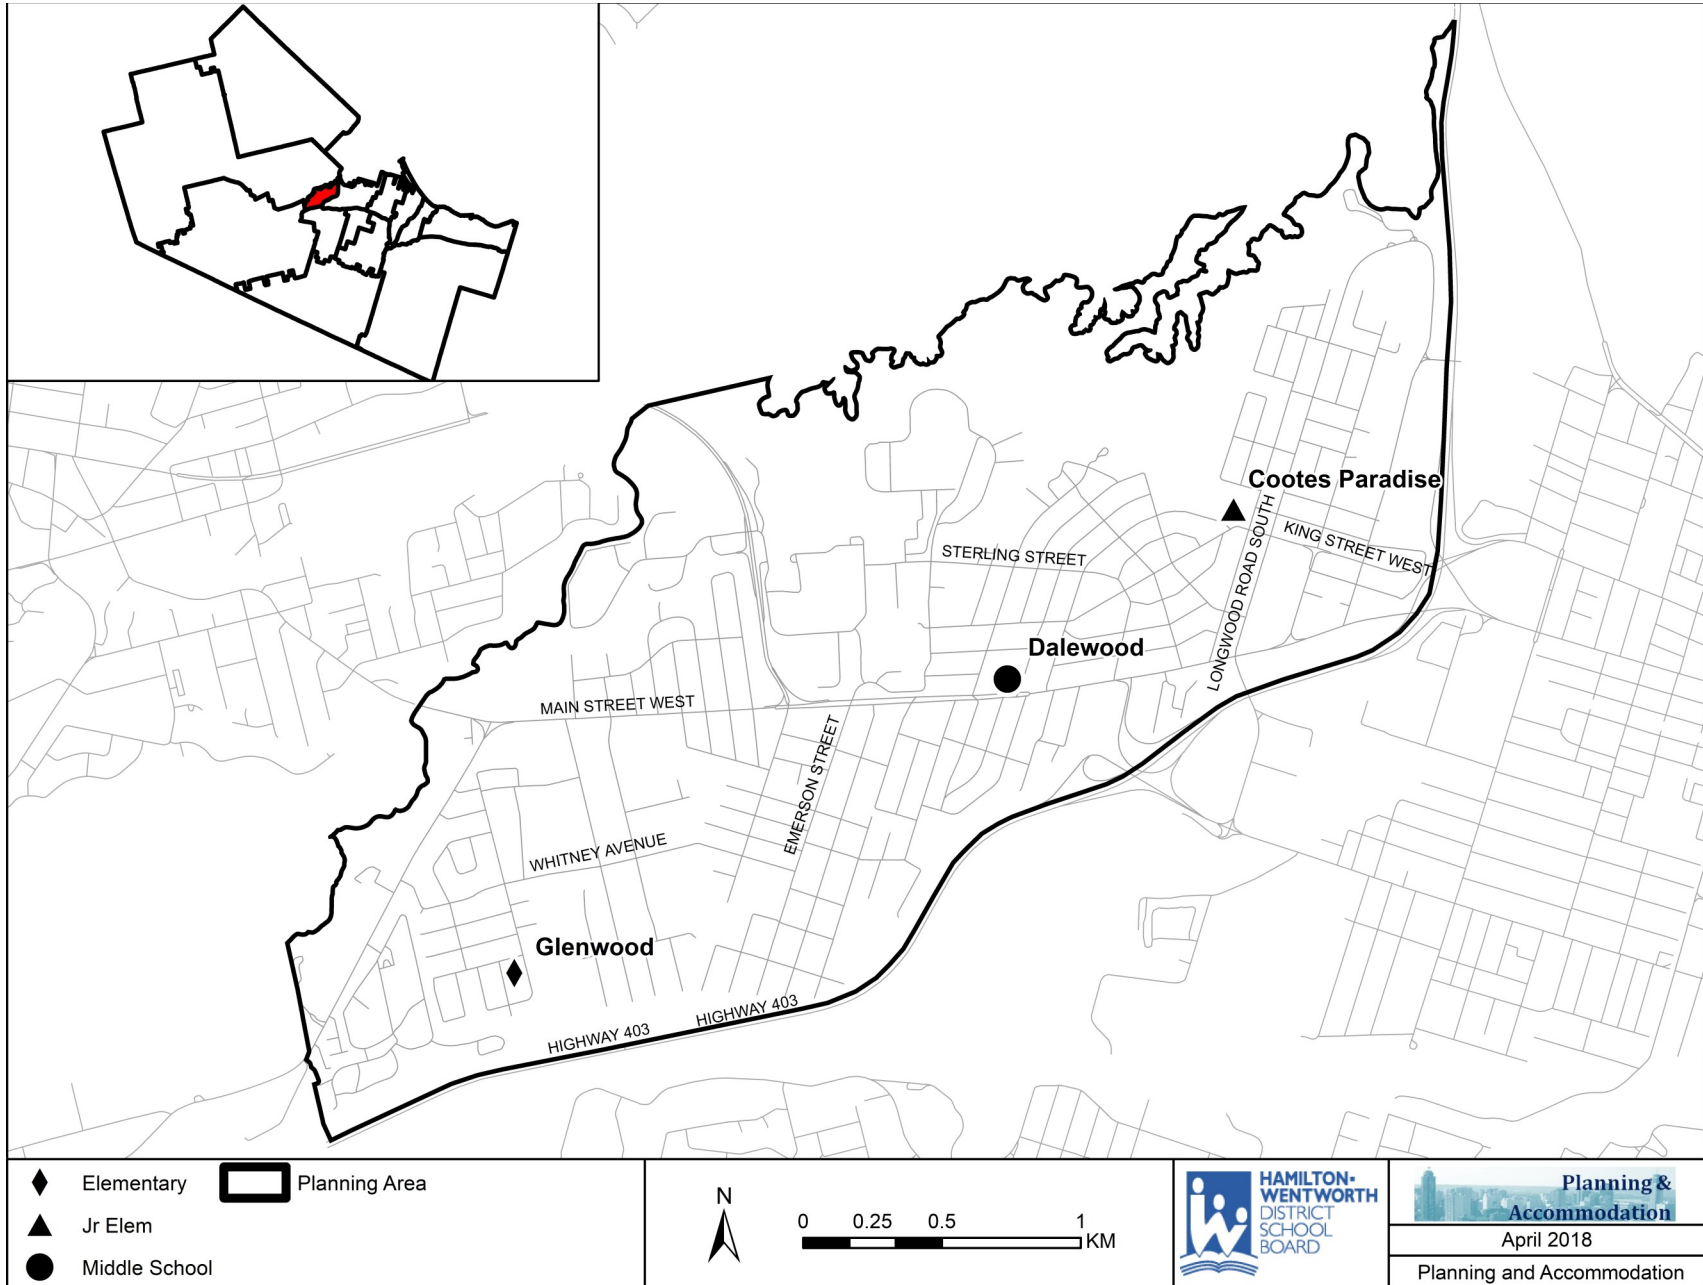 Cootes Paradise
KING STREET WEST
LONGWOOD ROAD SOUTH
STERLING STREET
Dalewood
MAIN STREET WEST
EMERSON STREET
WHITNEY AVENUE
Glenwood
HIGHWAY 403
HIGHWAY 403
Elementary
Planning Area
Jr Elem
Middle School
N
0 0.25 0.5 1
KM
HAMILTON-
WENTWORTH
DISTRICT
SCHOOL
BOARD
Planning &
Accommodation
April 2018
Planning and Accommodation